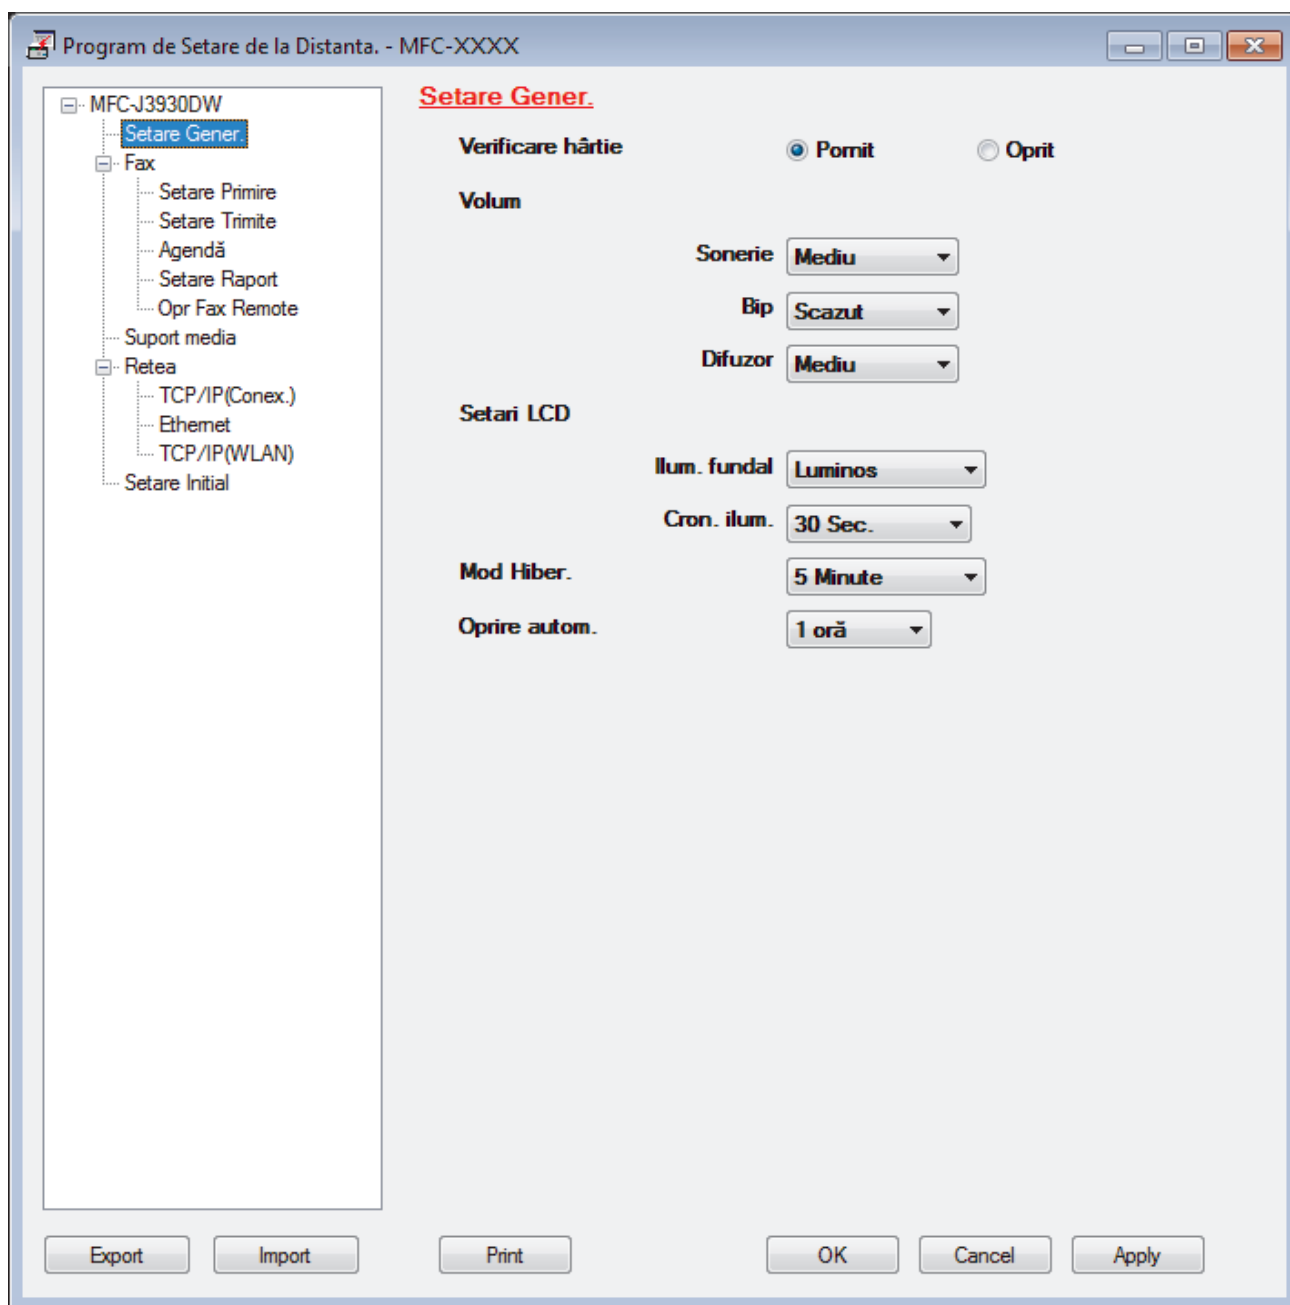 Program de Setare de la Distanta. - MFC-XXXX
MFC-J3930DW
Setare Gener.
Fax
Setare Primire
Setare Trimite
Agendă
Setare Raport
Opr Fax Remote
Suport media
Retea
TCP/IP(Conex.)
Ethernet
TCP/IP(WLAN)
Setare Initial
Setare Gener.
Verificare hârtie
Pornit
Oprit
Volum
Sonerie
Mediu
Bip
Scazut
Difuzor
Mediu
Setari LCD
Ilum. fundal
Luminos
Cron. ilum.
30 Sec.
Mod Hiber.
5 Minute
Oprire autom.
1 oră
Export
Import
Print
OK
Cancel
Apply